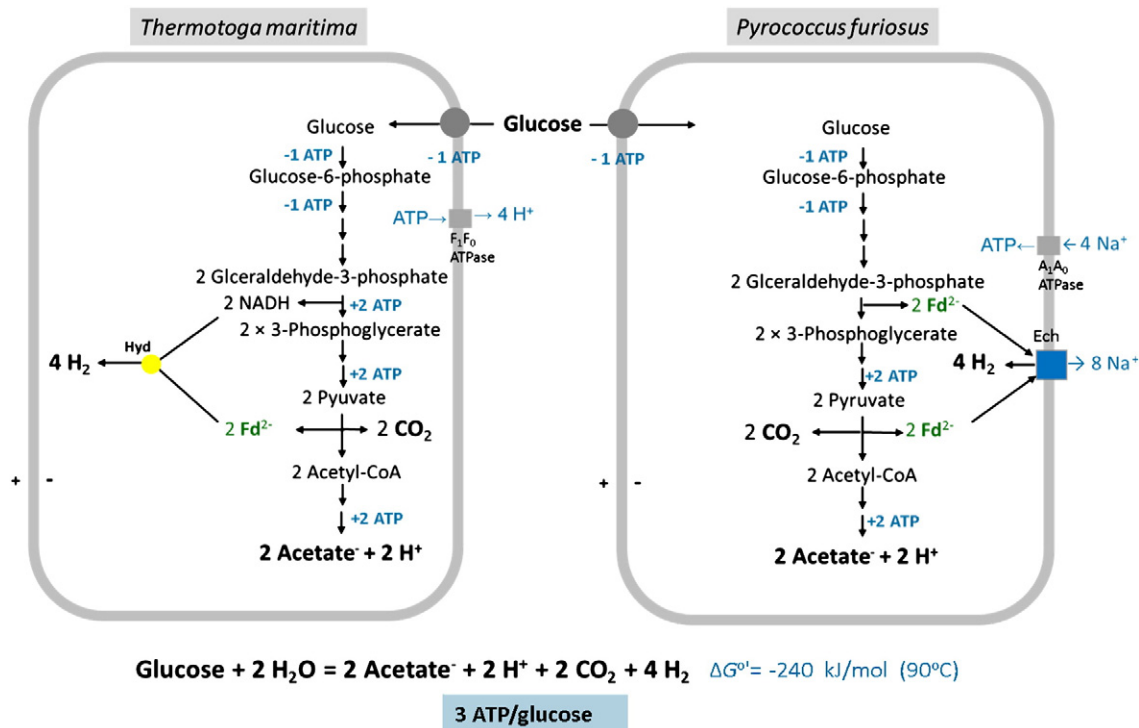 Thermotoga maritima
Pyrococcus furiosus
Glucose
Glucose
Glucose
-1 ATP
- 1 ATP
- 1 ATP
-1 ATP
Glucose-6-phosphate
Glucose-6-phosphate
-1 ATP
-1 ATP
ATP→
→ 4 H⁺
F₁F₀
ATPase
ATP←
←4 Na⁺
A₁A₀
ATPase
2 Glceraldehyde-3-phosphate
2 Glceraldehyde-3-phosphate
2 NADH
+2 ATP
2 Fd²⁻
2 × 3-Phosphoglycerate
2 × 3-Phosphoglycerate
Hyd
Ech
4 H₂
4 H₂
→ 8 Na⁺
+2 ATP
+2 ATP
2 Pyuvate
2 Pyruvate
2 Fd²⁻
2 CO₂
2 CO₂
2 Fd²⁻
2 Acetyl-CoA
2 Acetyl-CoA
+ -
+ -
+2 ATP
+2 ATP
2 Acetate⁻ + 2 H⁺
2 Acetate⁻ + 2 H⁺
Glucose + 2 H₂O = 2 Acetate⁻ + 2 H⁺ + 2 CO₂ + 4 H₂ ΔG°'= -240 kJ/mol (90°C)
3 ATP/glucose